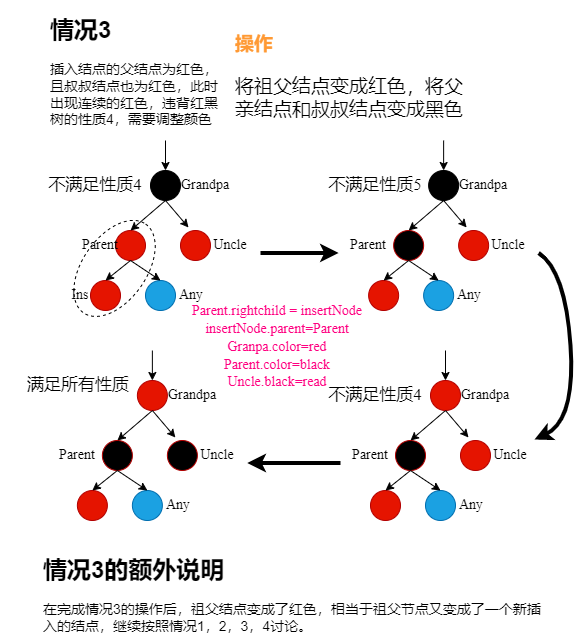 情况3
插入结点的父结点为红色，
且叔叔结点也为红色，此时
出现连续的红色，违背红黑
树的性质4，需要调整颜色
操作
将祖父结点变成红色，将父
亲结点和叔叔结点变成黑色
不满足性质4
Grandpa
Parent
Uncle
Ins
Any
不满足性质5
Grandpa
Parent
Uncle
Any
Parent.rightchild = insertNode
insertNode.parent=Parent
Granpa.color=red
Parent.color=black
Uncle.black=read
满足所有性质
Grandpa
Parent
Uncle
Any
不满足性质4
Grandpa
Parent
Uncle
Any
情况3的额外说明
在完成情况3的操作后，祖父结点变成了红色，相当于祖父节点又变成了一个新插
入的结点，继续按照情况1，2，3，4讨论。